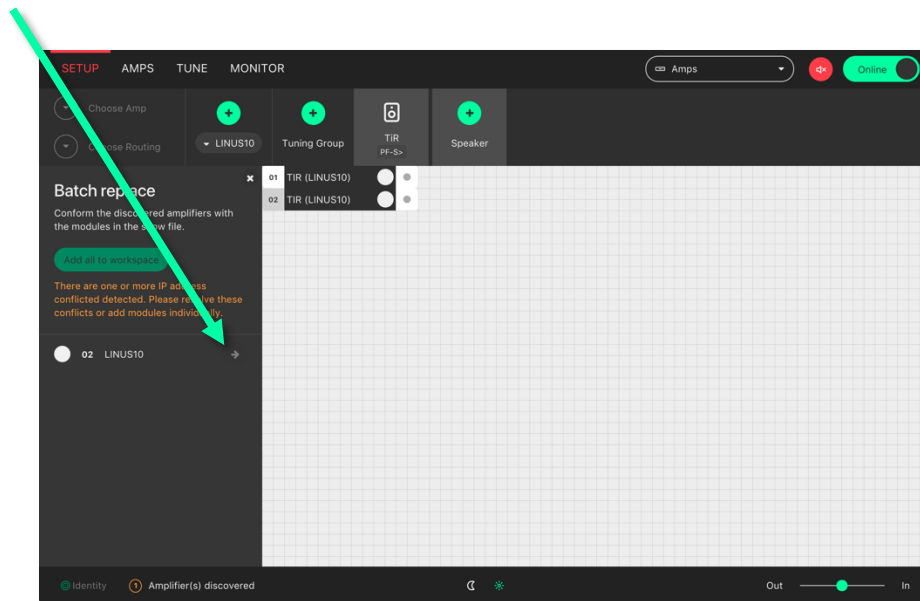 SETUP AMPS TUNE MONITOR Amps Online
Choose Amp
Choose Routing
LINUS10
Tuning Group
TiR
PF-S>
Speaker
Batch replace
Conform the discovered amplifiers with
the modules in the show file.
Add all to workspace
There are one or more IP address
conflicted detected. Please resolve these
conflicts or add modules individually.
02 LINUS10
01 TIR (LINUS10)
02 TIR (LINUS10)
Identity 1 Amplifier(s) discovered Out In